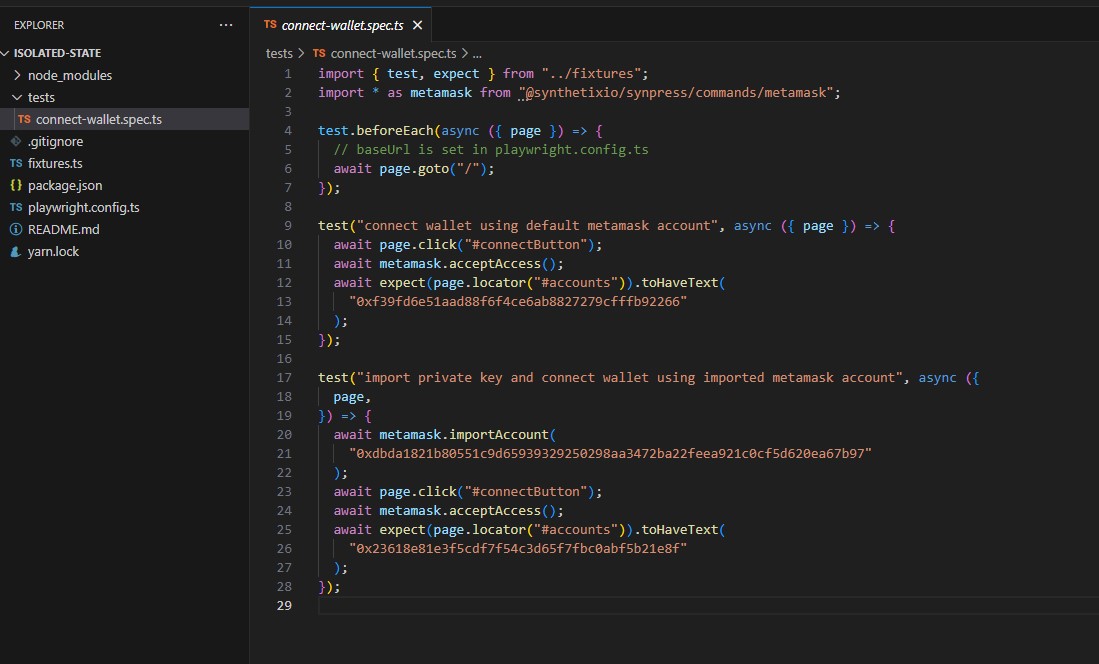 EXPLORER
ISOLATED-STATE
node_modules
tests
TS connect-wallet.spec.ts
.gitignore
TS fixtures.ts
{} package.json
TS playwright.config.ts
README.md
yarn.lock
TS connect-wallet.spec.ts
tests > TS connect-wallet.spec.ts > ...
1 import { test, expect } from "../fixtures";
2 import * as metamask from "@synthetixio/synpress/commands/metamask";
3
4 test.beforeEach(async ({ page }) => {
5 // baseUrl is set in playwright.config.ts
6 await page.goto("/");
7 });
8
9 test("connect wallet using default metamask account", async ({ page }) => {
10 await page.click("#connectButton");
11 await metamask.acceptAccess();
12 await expect(page.locator("#accounts")).toHaveText(
13 "0xf39fd6e51aad88f6f4ce6ab8827279cfffb92266"
14 );
15 });
16
17 test("import private key and connect wallet using imported metamask account", async ({
18 page,
19 }) => {
20 await metamask.importAccount(
21 "0xdbda1821b80551c9d65939329250298aa3472ba22feea921c0cf5d620ea67b97"
22 );
23 await page.click("#connectButton");
24 await metamask.acceptAccess();
25 await expect(page.locator("#accounts")).toHaveText(
26 "0x23618e81e3f5cdf7f54c3d65f7fbc0abf5b21e8f"
27 );
28 });
29